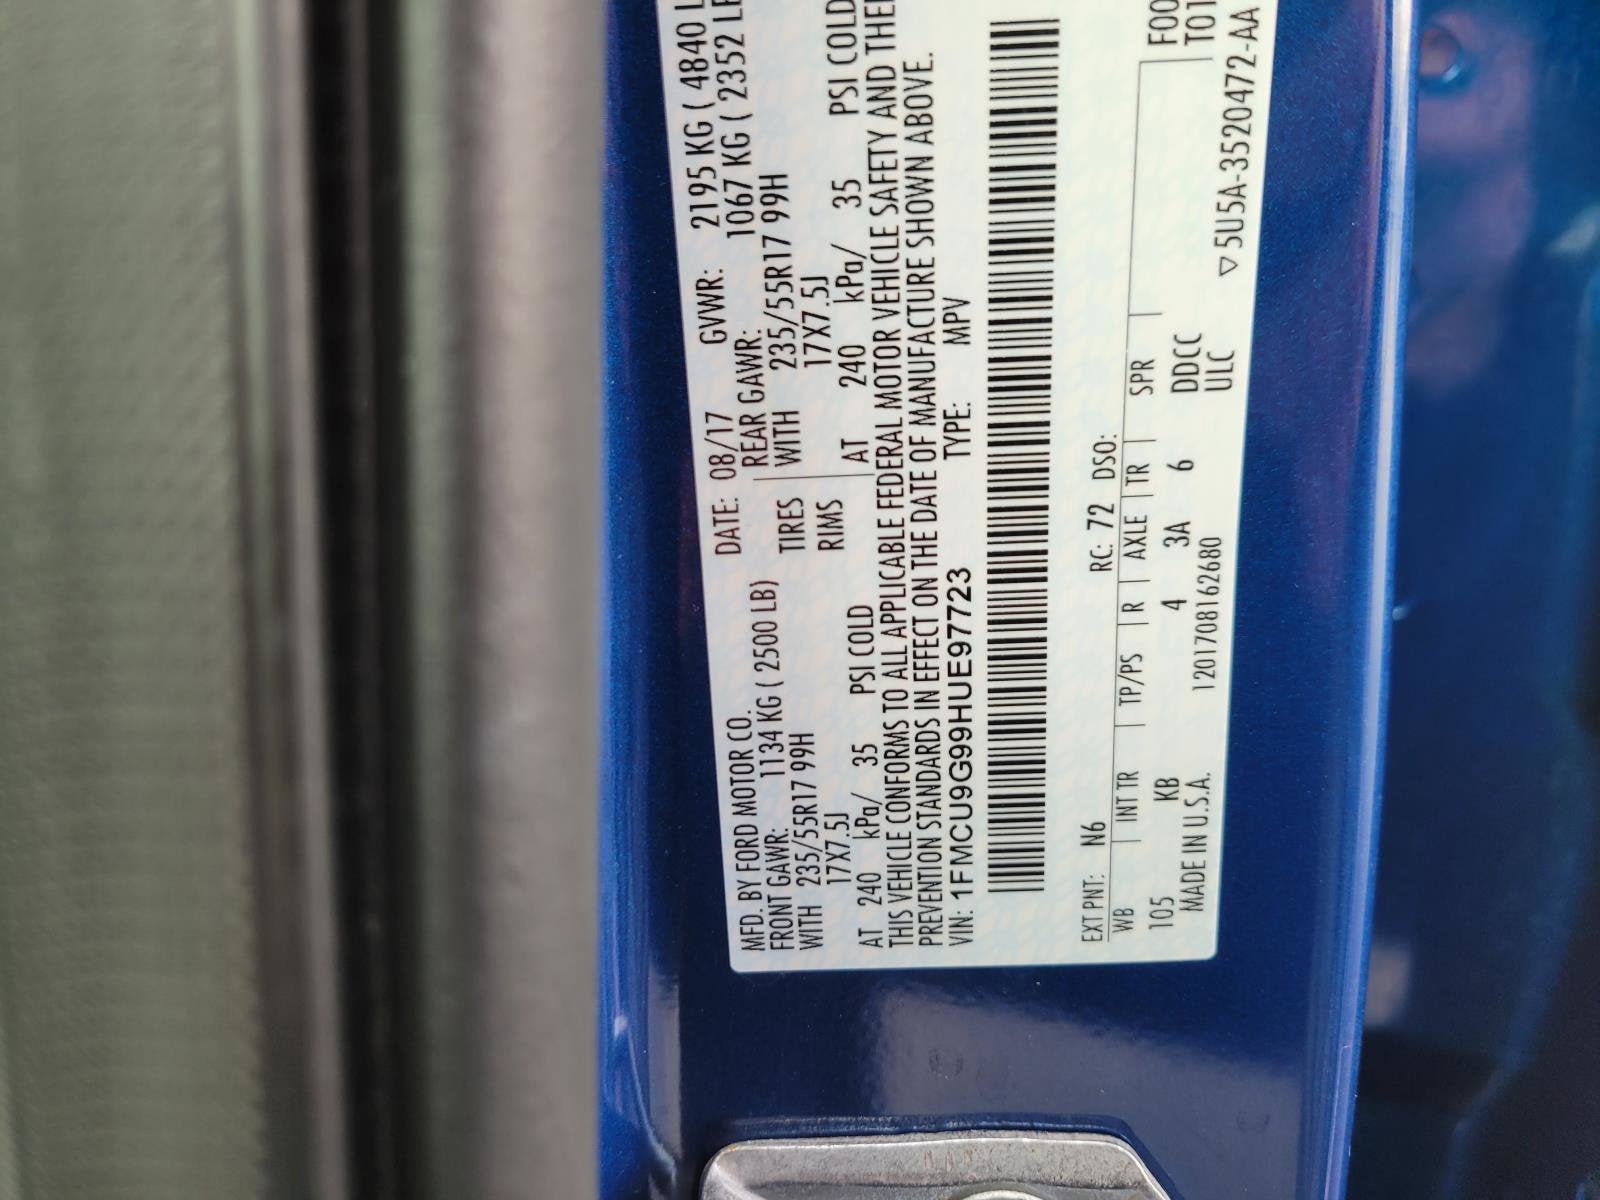 MFD. BY FORD MOTOR CO.
DATE: 08/17 GVWR: 2195 KG ( 4840 L
FRONT GAWR: 1134 KG ( 2500 LB)
REAR GAWR: 1067 KG ( 2352 LB
WITH 235/55R17 99H TIRES WITH 235/55R17 99H
17X7.5J RIMS 17X7.5J
AT 240 kPa/ 35 PSI COLD AT 240 kPa/ 35 PSI COLD
THIS VEHICLE CONFORMS TO ALL APPLICABLE FEDERAL MOTOR VEHICLE SAFETY AND THEF
PREVENTION STANDARDS IN EFFECT ON THE DATE OF MANUFACTURE SHOWN ABOVE.
VIN: 1FMCU9G99HUE97723 TYPE: MPV
EXT PNT: N6 RC: 72 DSO: F00
WB INT TR TP/PS R AXLE TR SPR T01
105 KB 4 3A 6 DDCC
MADE IN U.S.A. 1201708162680 ULC ▽5U5A-3520472-AA